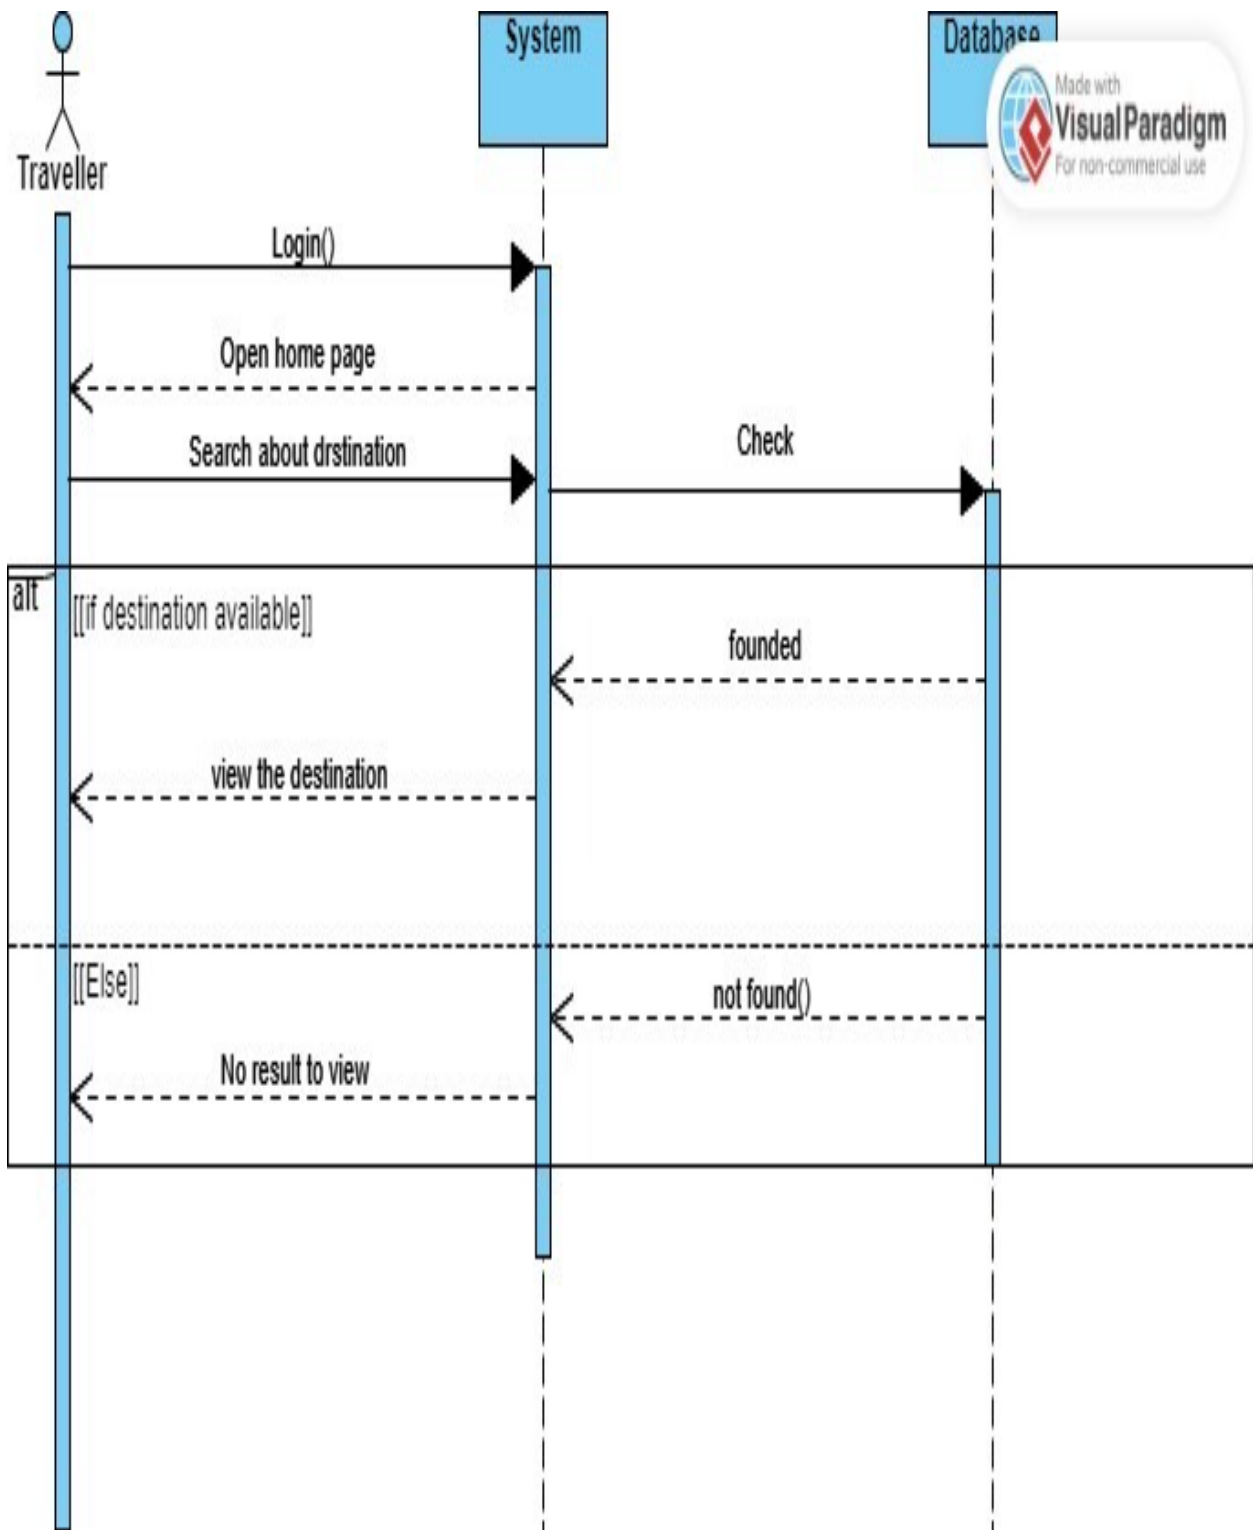 System
Database
Made with
Visual Paradigm
For non-commercial use
Traveller
Login()
Open home page
Search about drstination
Check
alt
[[if destination available]]
founded
view the destination
[[Else]]
not found()
No result to view